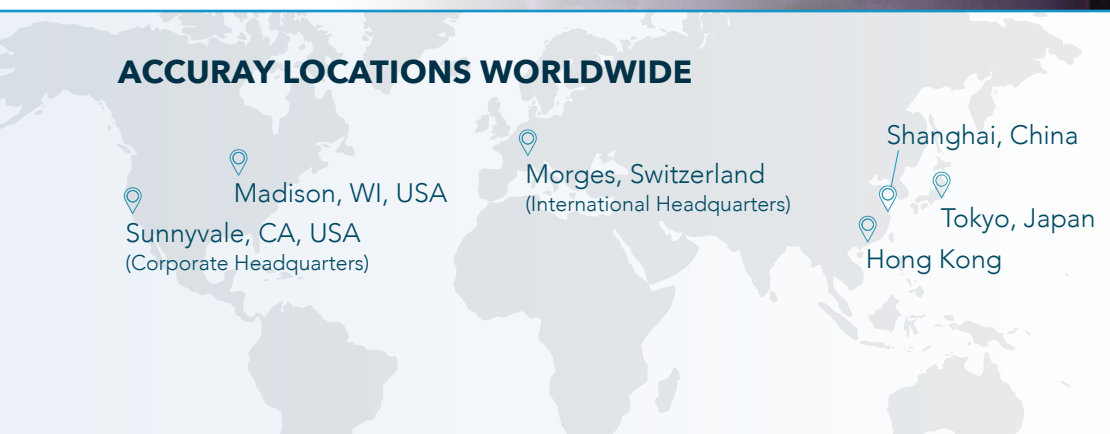 ACCURAY LOCATIONS WORLDWIDE
Shanghai, China
Morges, Switzerland
(International Headquarters)
Madison, WI, USA
Tokyo, Japan
Sunnyvale, CA, USA
(Corporate Headquarters)
Hong Kong